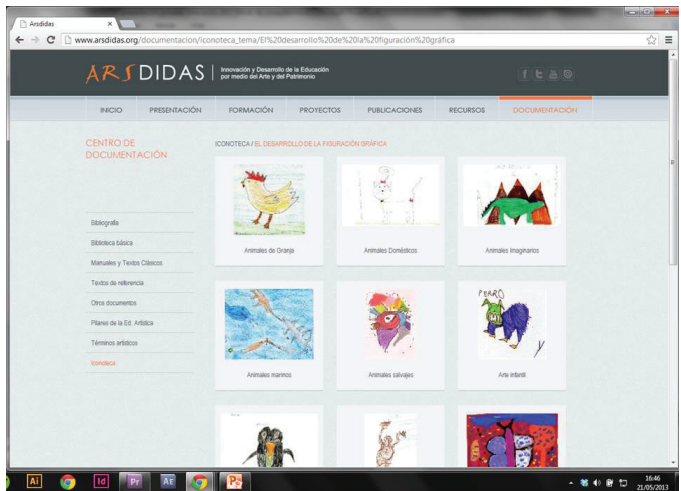 Arsdidas
www.arsdidas.org/documentacion/iconoteca_tema/El%20desarrollo%20de%20la%20figuración%20gráfica
ARSDIDAS
Innovación y Desarrollo de la Educación
por medio del Arte y del Patrimonio
INICIO PRESENTACIÓN FORMACIÓN PROYECTOS PUBLICACIONES RECURSOS DOCUMENTACIÓN
CENTRO DE
DOCUMENTACIÓN
Bibliografía
Biblioteca básica
Manuales y Textos Clásicos
Textos de referencia
Otros documentos
Pilares de la Ed. Artística
Términos artísticos
Iconoteca
ICONOTECA / EL DESARROLLO DE LA FIGURACIÓN GRÁFICA
Animales de Granja
Animales Domésticos
Animales Imaginarios
PERRO
Animales marinos
Animales salvajes
Arte infantil
Ai
Id
Pr
AE
16:46
21/05/2013